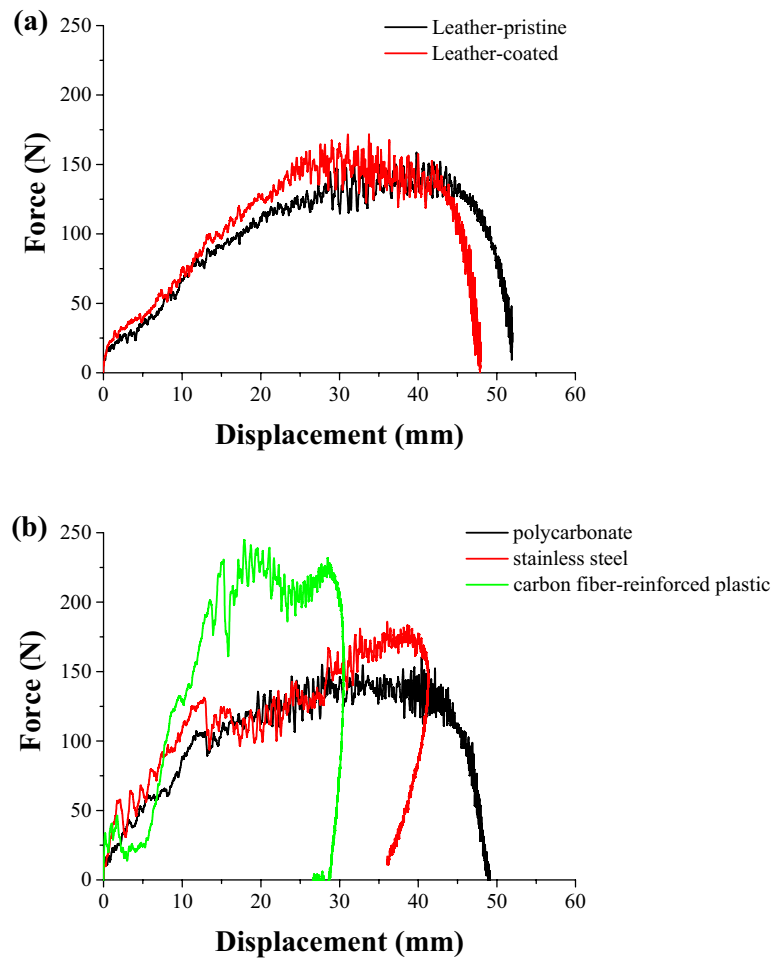 (a)
Leather-pristine
Leather-coated
250
200
150
100
50
0
Force (N)
0 10 20 30 40 50 60
Displacement (mm)
(b)
polycarbonate
stainless steel
carbon fiber-reinforced plastic
250
200
150
100
50
0
Force (N)
0 10 20 30 40 50 60
Displacement (mm)